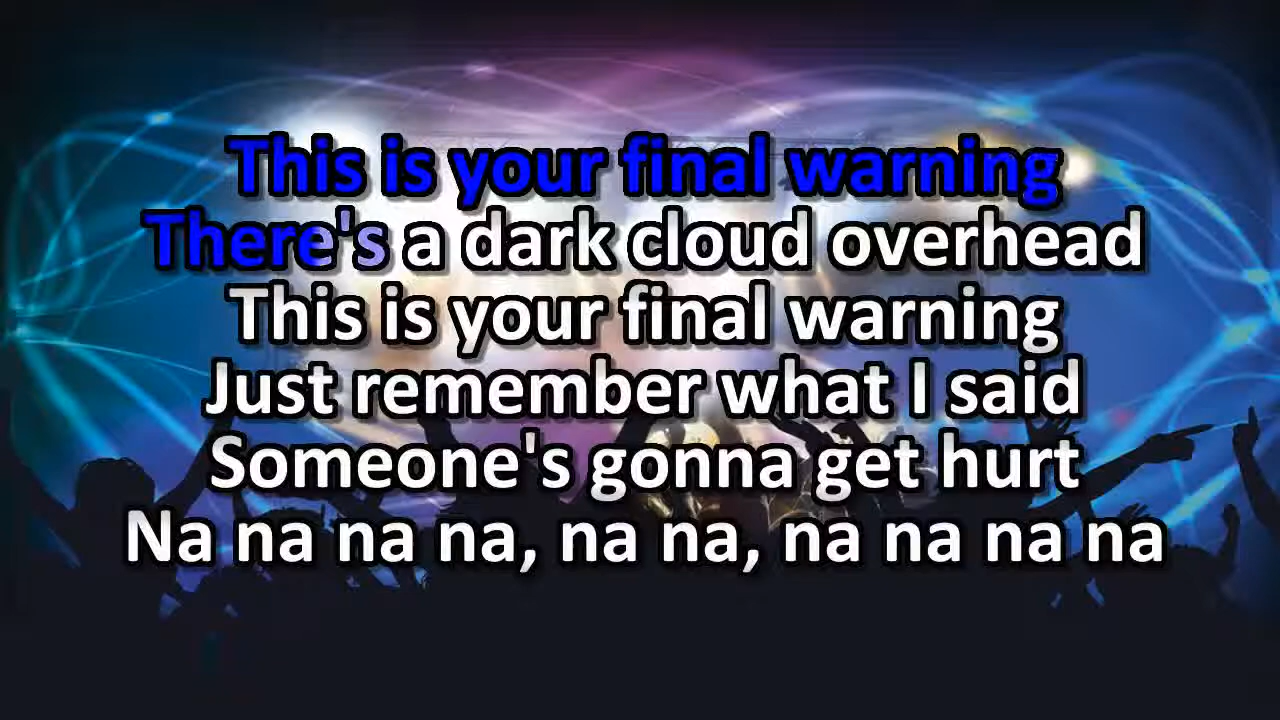 This is your final warning
There's a dark cloud overhead
This is your final warning
Just remember what I said
Someone's gonna get hurt
Na na na na, na na, na na na na